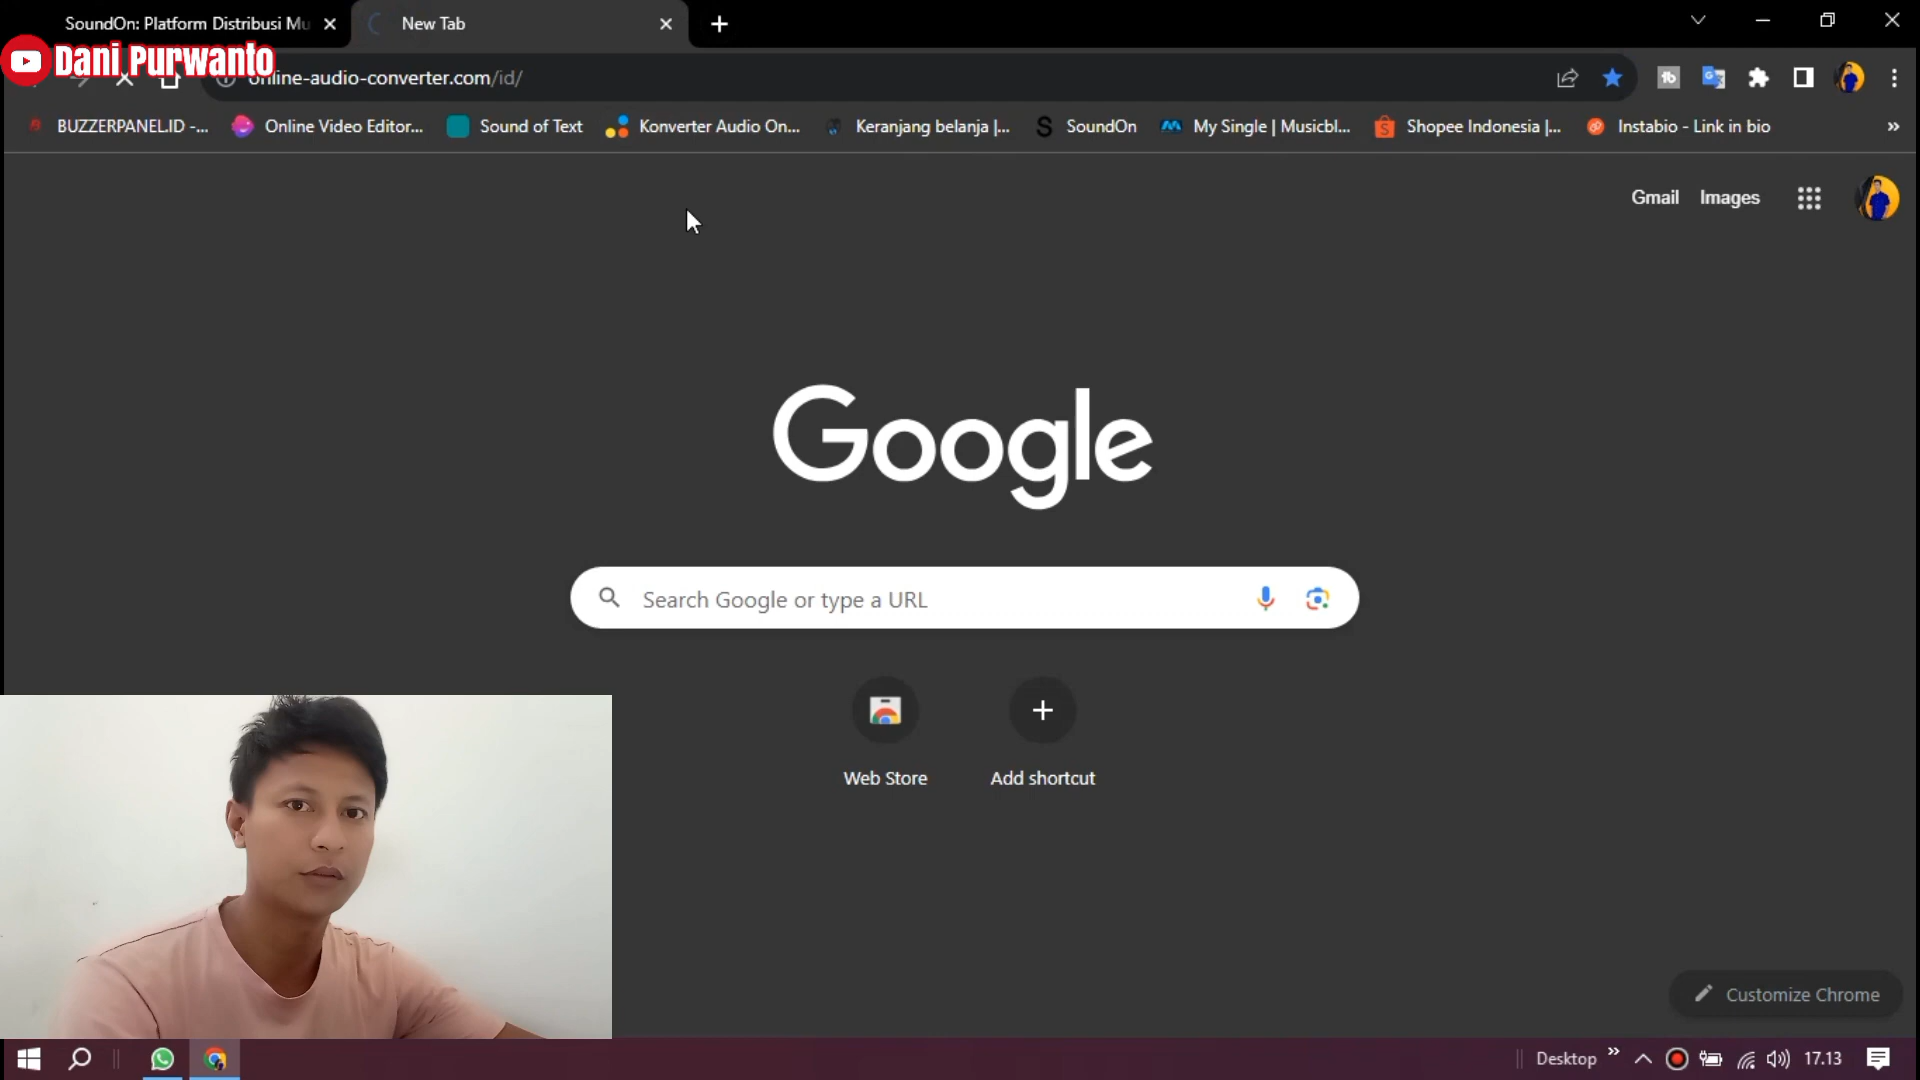 SoundOn: Platform Distribusi Mu
New Tab
Dani Purwanto
online-audio-converter.com/id/
BUZZERPANEL.ID -...
Online Video Editor...
Sound of Text
Konverter Audio On...
Keranjang belanja |...
SoundOn
My Single | Musicbl...
Shopee Indonesia |...
Instabio - Link in bio
»
Gmail
Images
Google
Search Google or type a URL
Web Store
Add shortcut
Customize Chrome
Desktop
17.13